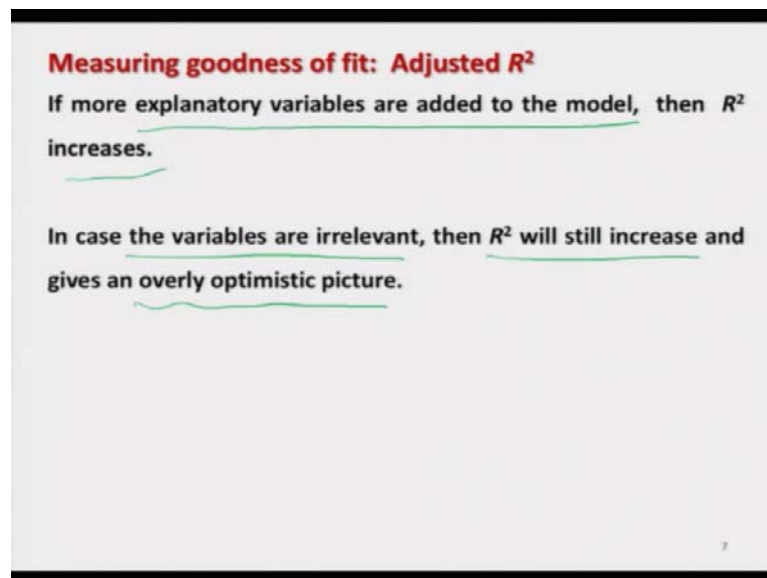 Measuring goodness of fit: Adjusted R²
If more explanatory variables are added to the model, then R²
increases.
In case the variables are irrelevant, then R² will still increase and
gives an overly optimistic picture.
7